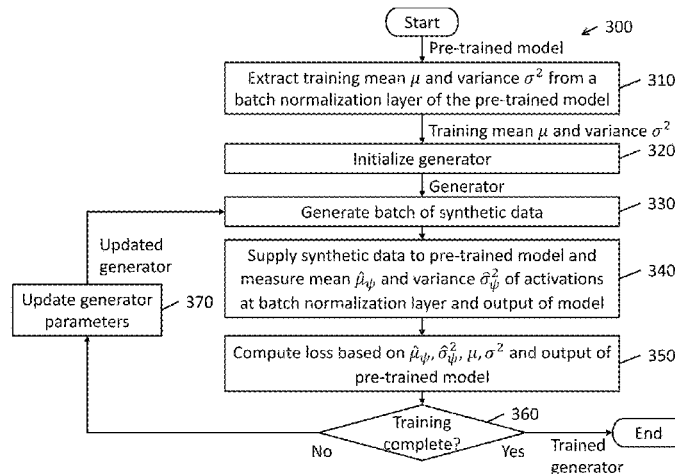 Start
300
Pre-trained model
Extract training mean μ and variance σ² from a
batch normalization layer of the pre-trained model
310
Training mean μ and variance σ²
Initialize generator
320
Generator
Generate batch of synthetic data
330
Updated
generator
Supply synthetic data to pre-trained model and
measure mean μ̂_ψ and variance σ̂²_ψ of activations
at batch normalization layer and output of model
340
Update generator
parameters
370
Compute loss based on μ̂_ψ, σ̂²_ψ, μ, σ² and output of
pre-trained model
350
Training
complete?
360
No
Yes
Trained
generator
End